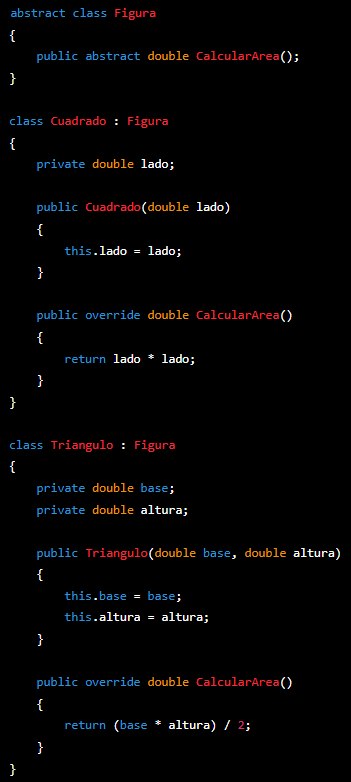 abstract class Figura
{
    public abstract double CalcularArea();
}

class Cuadrado : Figura
{
    private double lado;

    public Cuadrado(double lado)
    {
        this.lado = lado;
    }

    public override double CalcularArea()
    {
        return lado * lado;
    }
}

class Triangulo : Figura
{
    private double base;
    private double altura;

    public Triangulo(double base, double altura)
    {
        this.base = base;
        this.altura = altura;
    }

    public override double CalcularArea()
    {
        return (base * altura) / 2;
    }
}